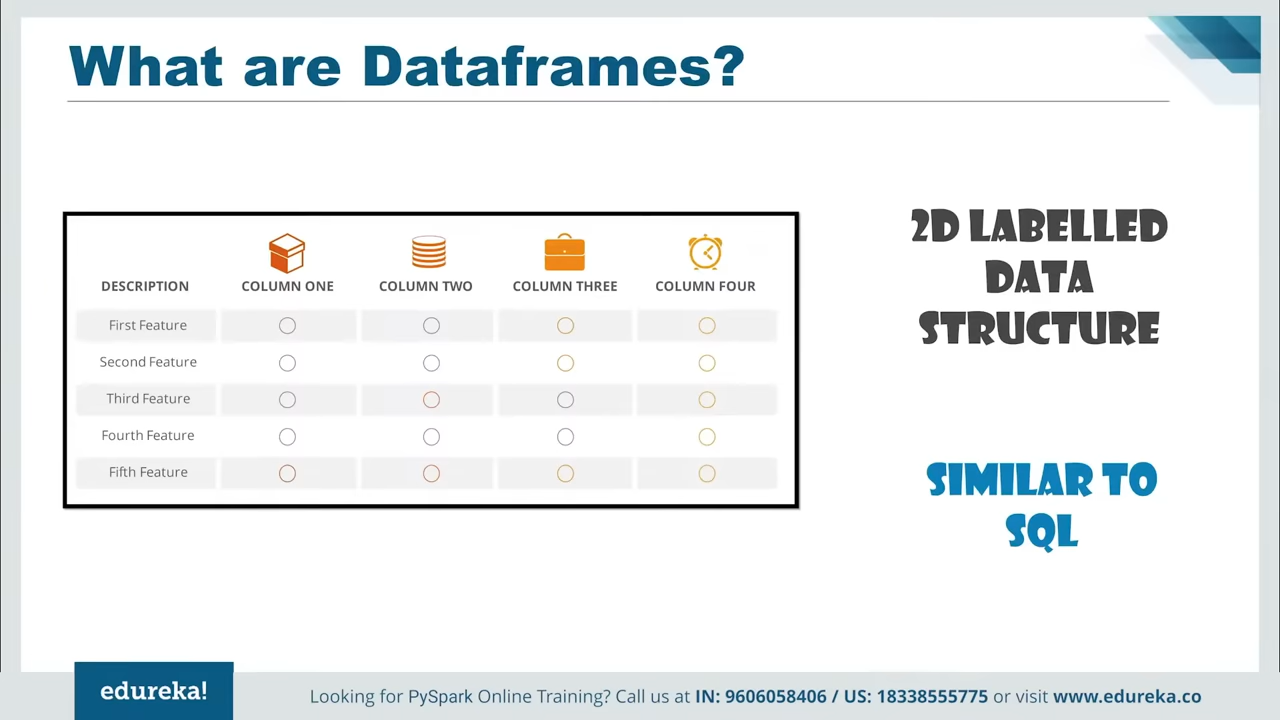 What are Dataframes?
DESCRIPTION COLUMN ONE COLUMN TWO COLUMN THREE COLUMN FOUR
First Feature
Second Feature
Third Feature
Fourth Feature
Fifth Feature
2D LABELLED
DATA
STRUCTURE
SIMILAR TO
SQL
edureka!
Looking for PySpark Online Training? Call us at IN: 9606058406 / US: 18338555775 or visit www.edureka.co